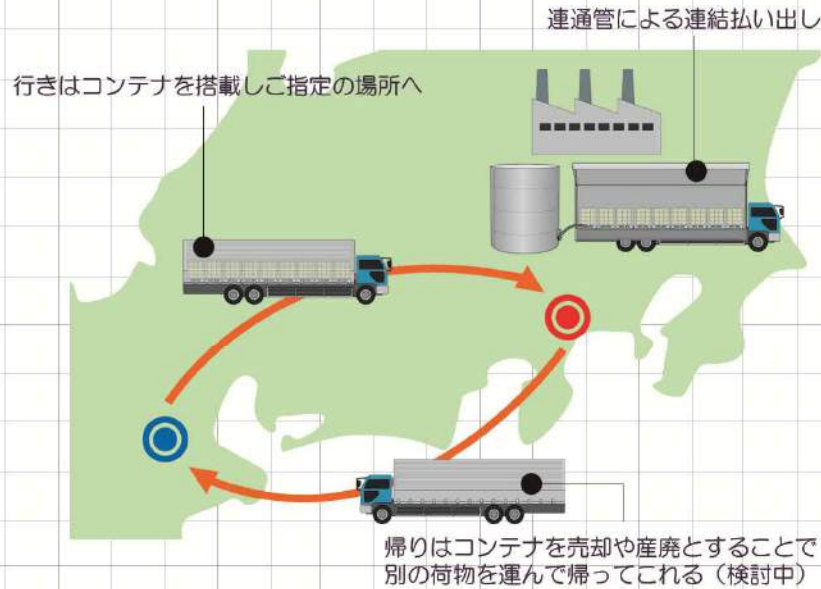 連通管による連結払い出し
行きはコンテナを搭載しご指定の場所へ
帰りはコンテナを売却や産廃とすることで
別の荷物を運んで帰ってこれる（検討中）